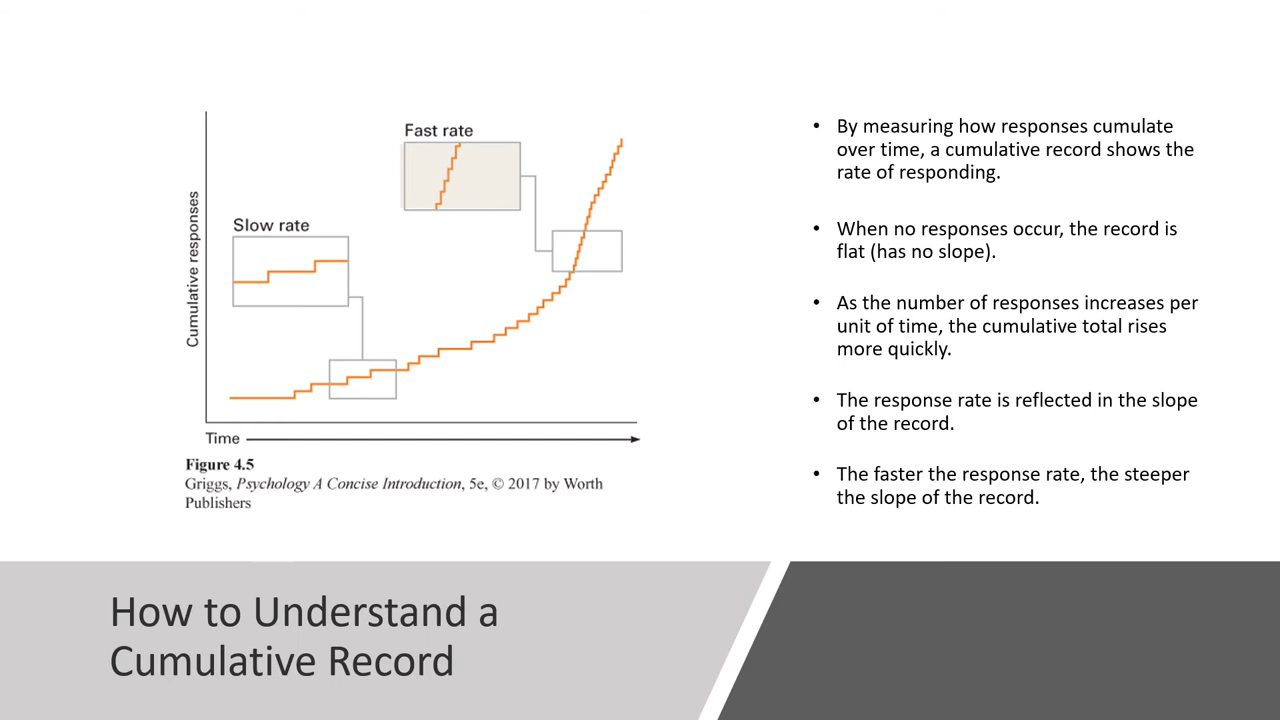 Fast rate
Slow rate
Cumulative responses
Time
Figure 4.5
Griggs, Psychology A Concise Introduction, 5e, © 2017 by Worth
Publishers
• By measuring how responses cumulate
over time, a cumulative record shows the
rate of responding.
• When no responses occur, the record is
flat (has no slope).
• As the number of responses increases per
unit of time, the cumulative total rises
more quickly.
• The response rate is reflected in the slope
of the record.
• The faster the response rate, the steeper
the slope of the record.
How to Understand a
Cumulative Record